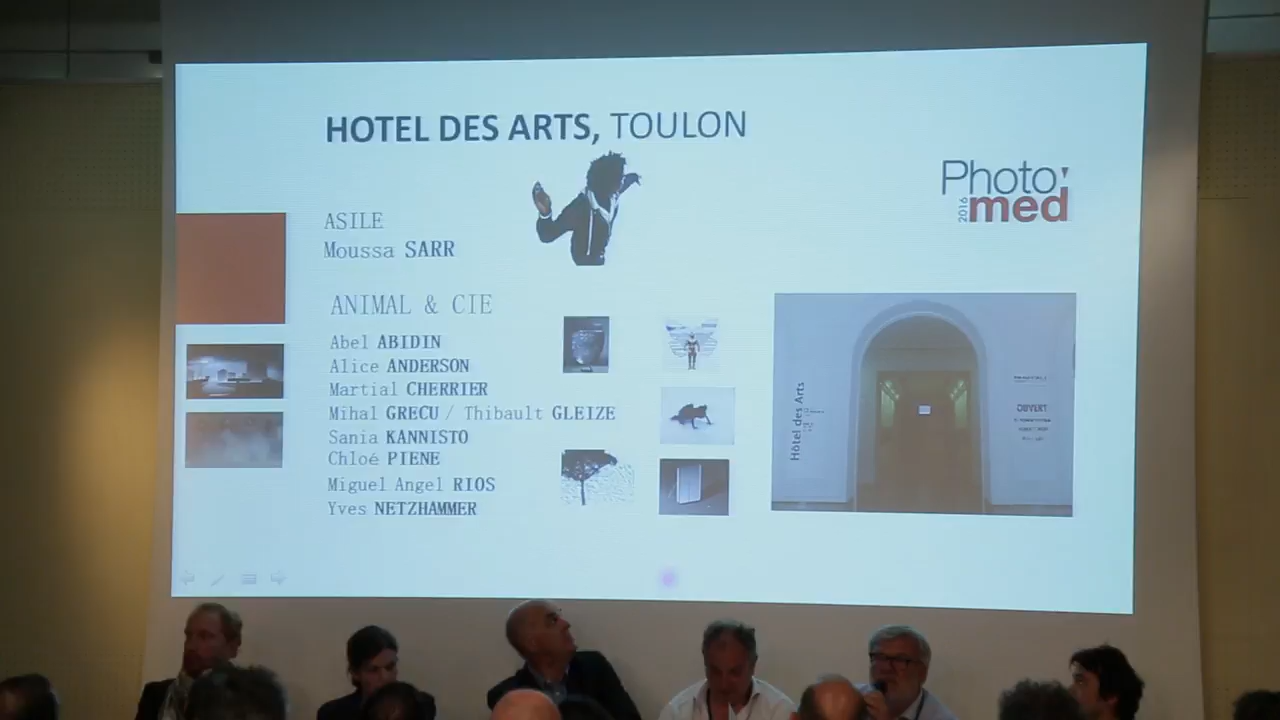 HOTEL DES ARTS, TOULON
Photo
2016 med
ASILE
Moussa SARR
ANIMAL & CIE
Abel ABIDIN
Alice ANDERSON
Martial CHERRIER
Mihal GRECU / Thibault GLEIZE
Sania KANNISTO
Chloé PIENE
Miguel Angel RIOS
Yves NETZHAMMER
Hôtel des Arts
OUVERT